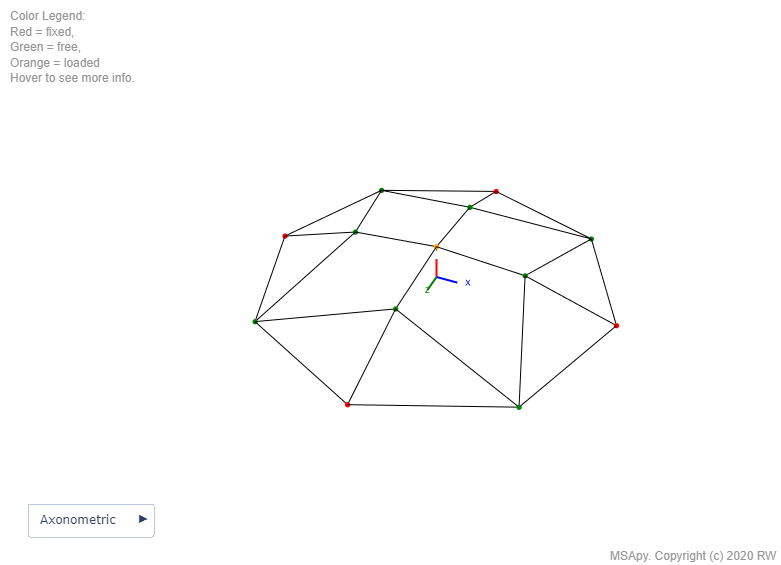 Color Legend:
Red = fixed,
Green = free,
Orange = loaded
Hover to see more info.
x
z
Axonometric
MSApy. Copyright (c) 2020 RW